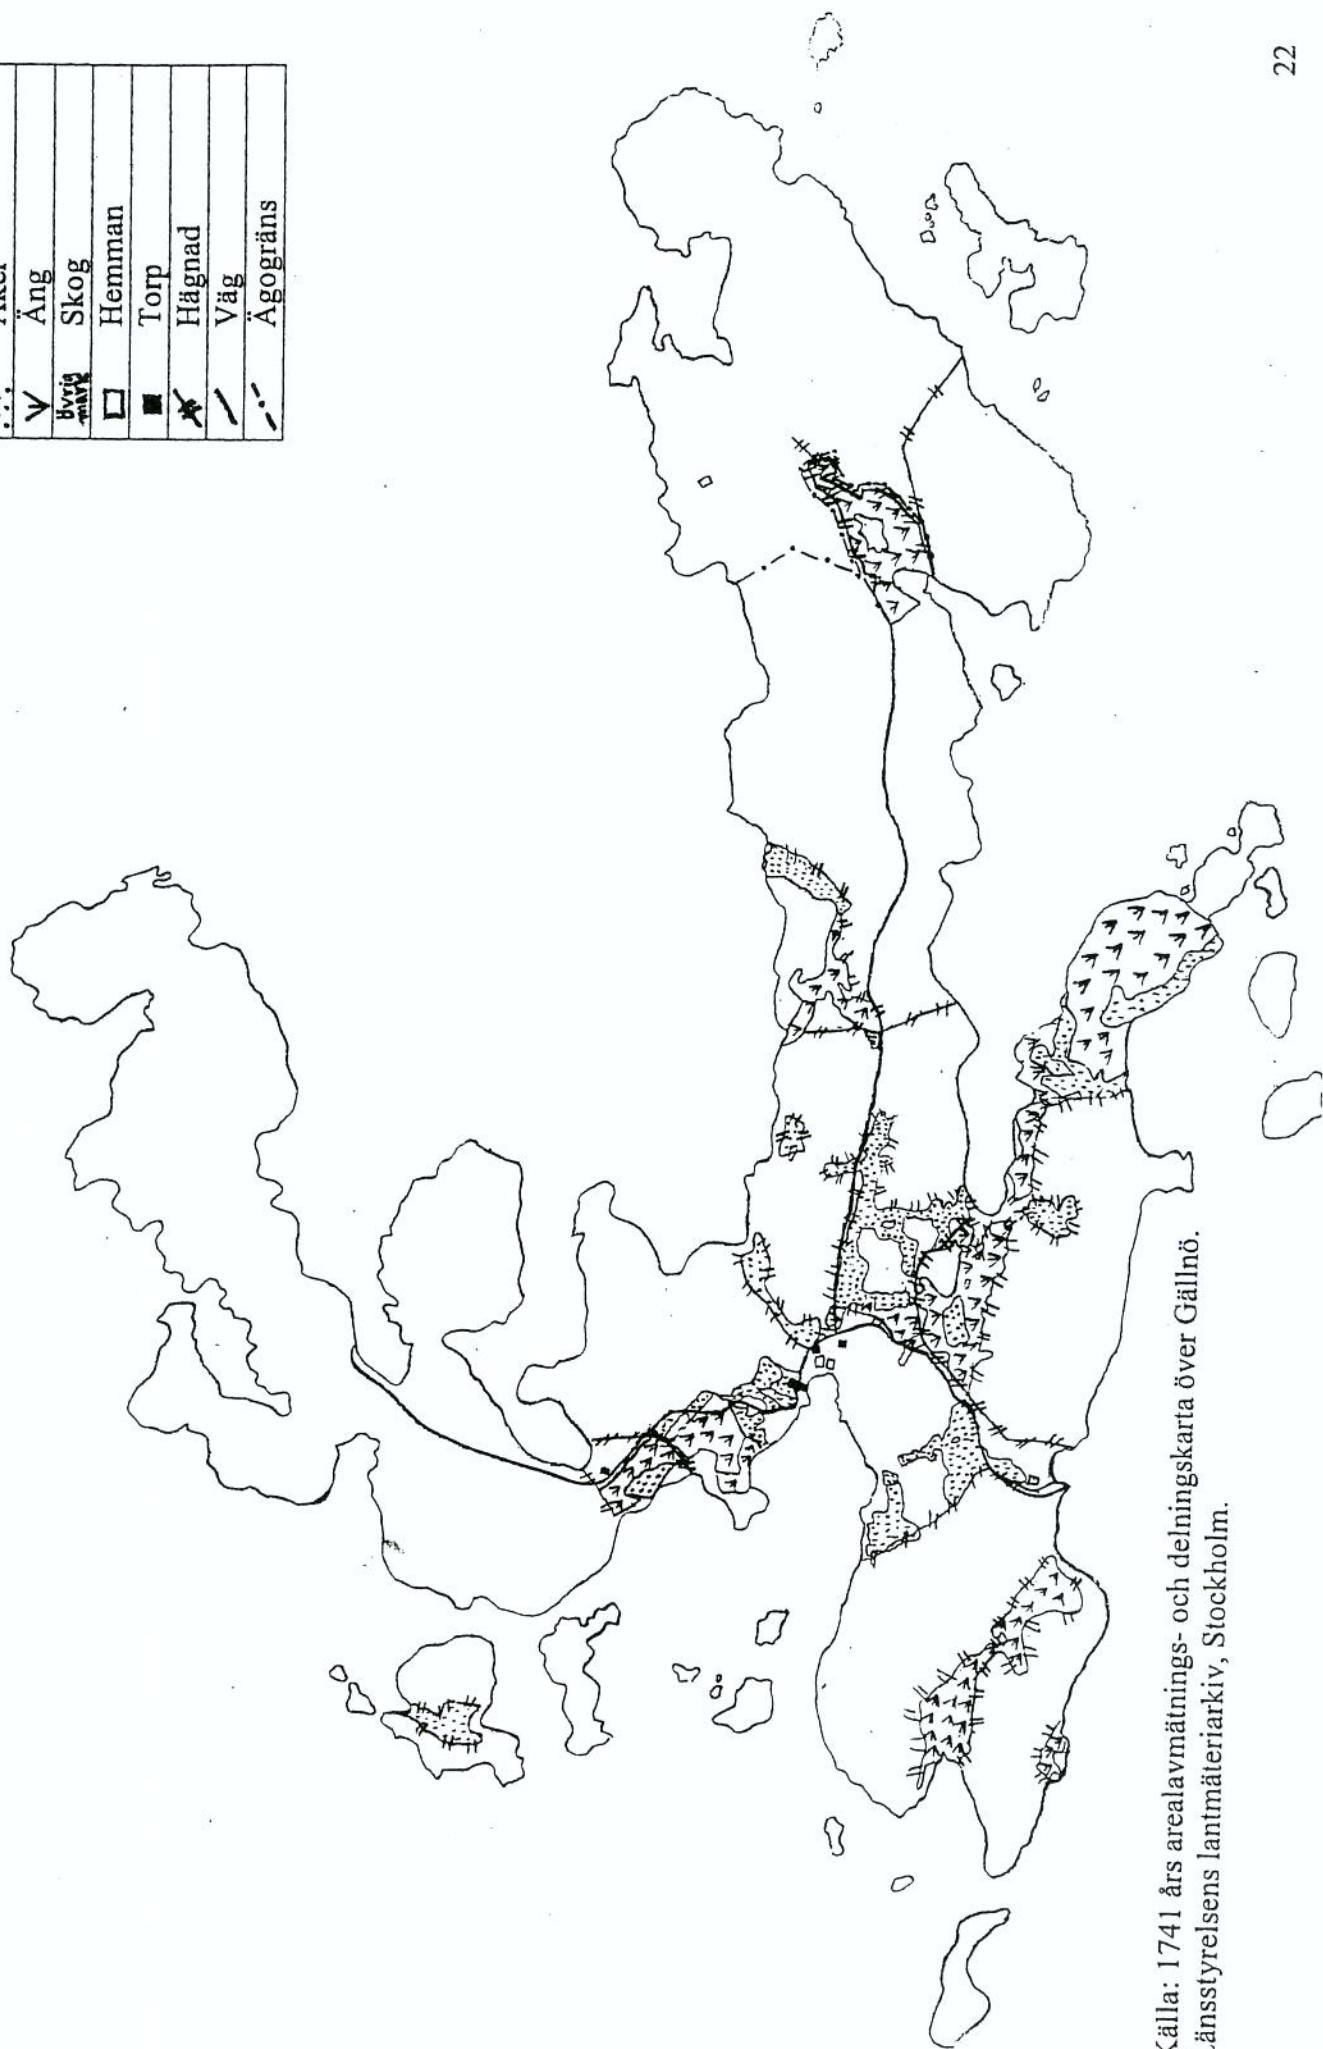 Äng
övrig
mark Skog
Hemman
Torp
Hägnad
Väg
Ägogräns
Källa: 1741 års arealavmätnings- och delningskarta över Gällnö.
Länsstyrelsens lantmäteriarkiv, Stockholm.
22